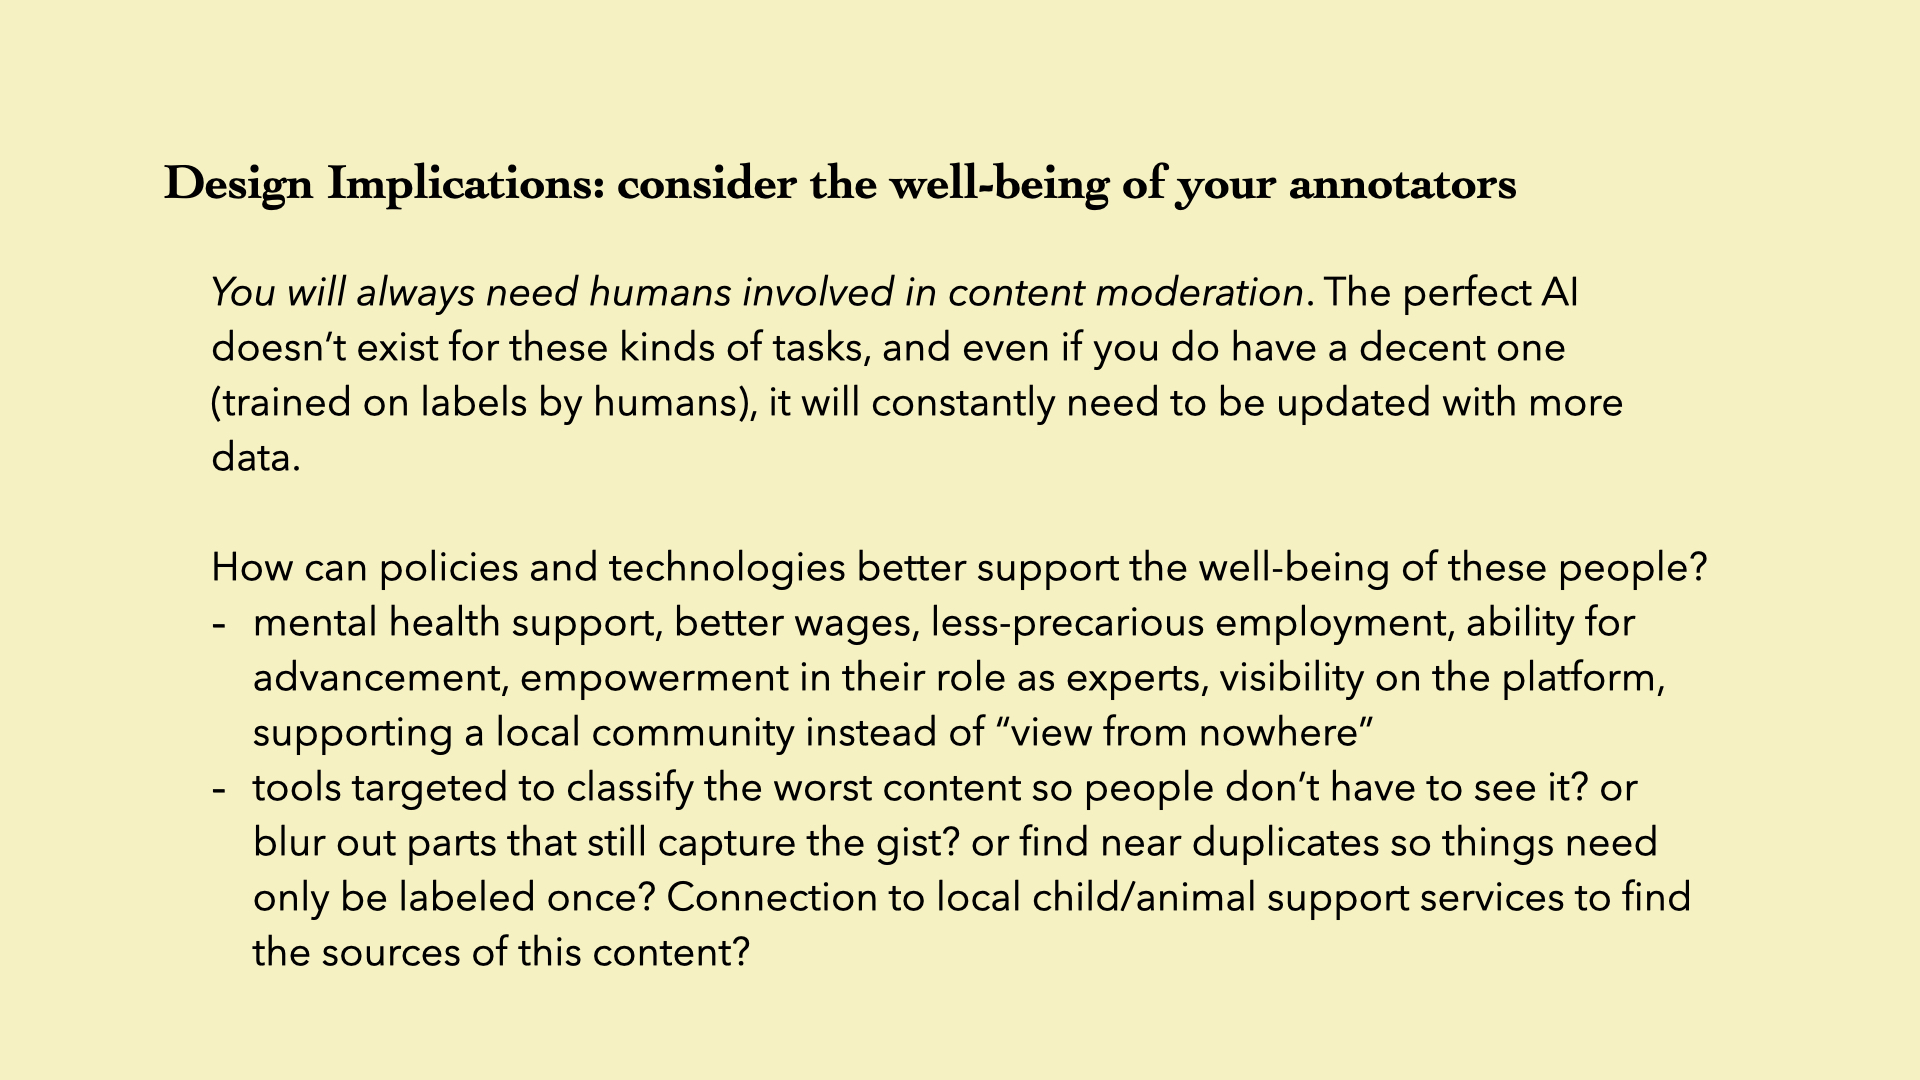 Design Implications: consider the well-being of your annotators
You will always need humans involved in content moderation. The perfect AI
doesn’t exist for these kinds of tasks, and even if you do have a decent one
(trained on labels by humans), it will constantly need to be updated with more
data.
How can policies and technologies better support the well-being of these people?
- mental health support, better wages, less-precarious employment, ability for
advancement, empowerment in their role as experts, visibility on the platform,
supporting a local community instead of “view from nowhere”
- tools targeted to classify the worst content so people don’t have to see it? or
blur out parts that still capture the gist? or find near duplicates so things need
only be labeled once? Connection to local child/animal support services to find
the sources of this content?